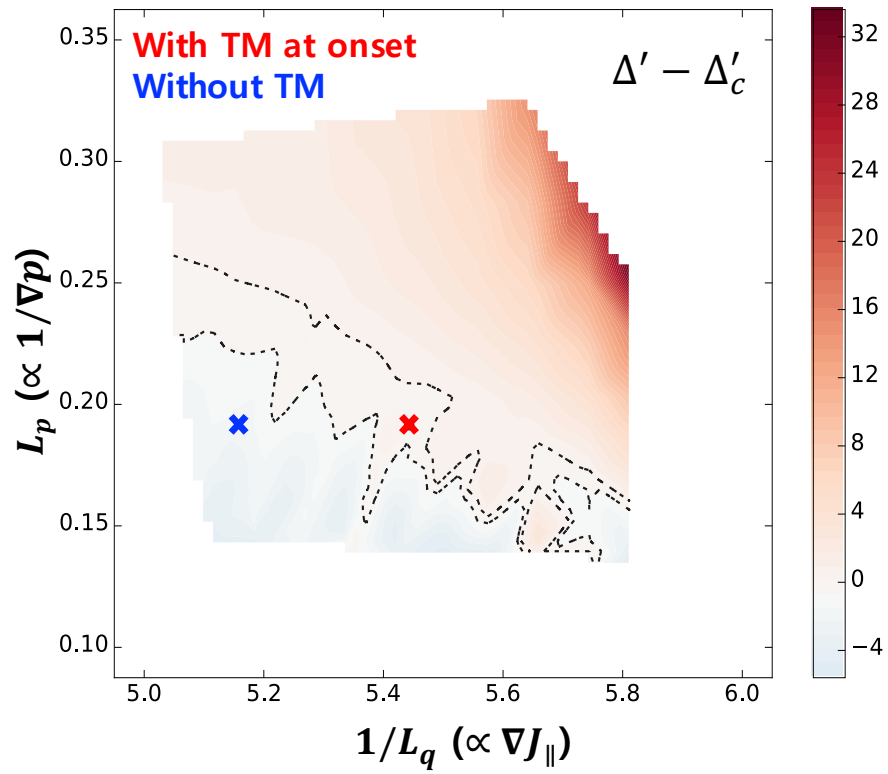 With TM at onset
Without TM
Δ′ − Δ′c
0.35
0.30
0.25
0.20
0.15
0.10
Lp (∝ 1/∇p)
5.0 5.2 5.4 5.6 5.8 6.0
1/Lq (∝ ∇J∥)
32
28
24
20
16
12
8
4
0
−4